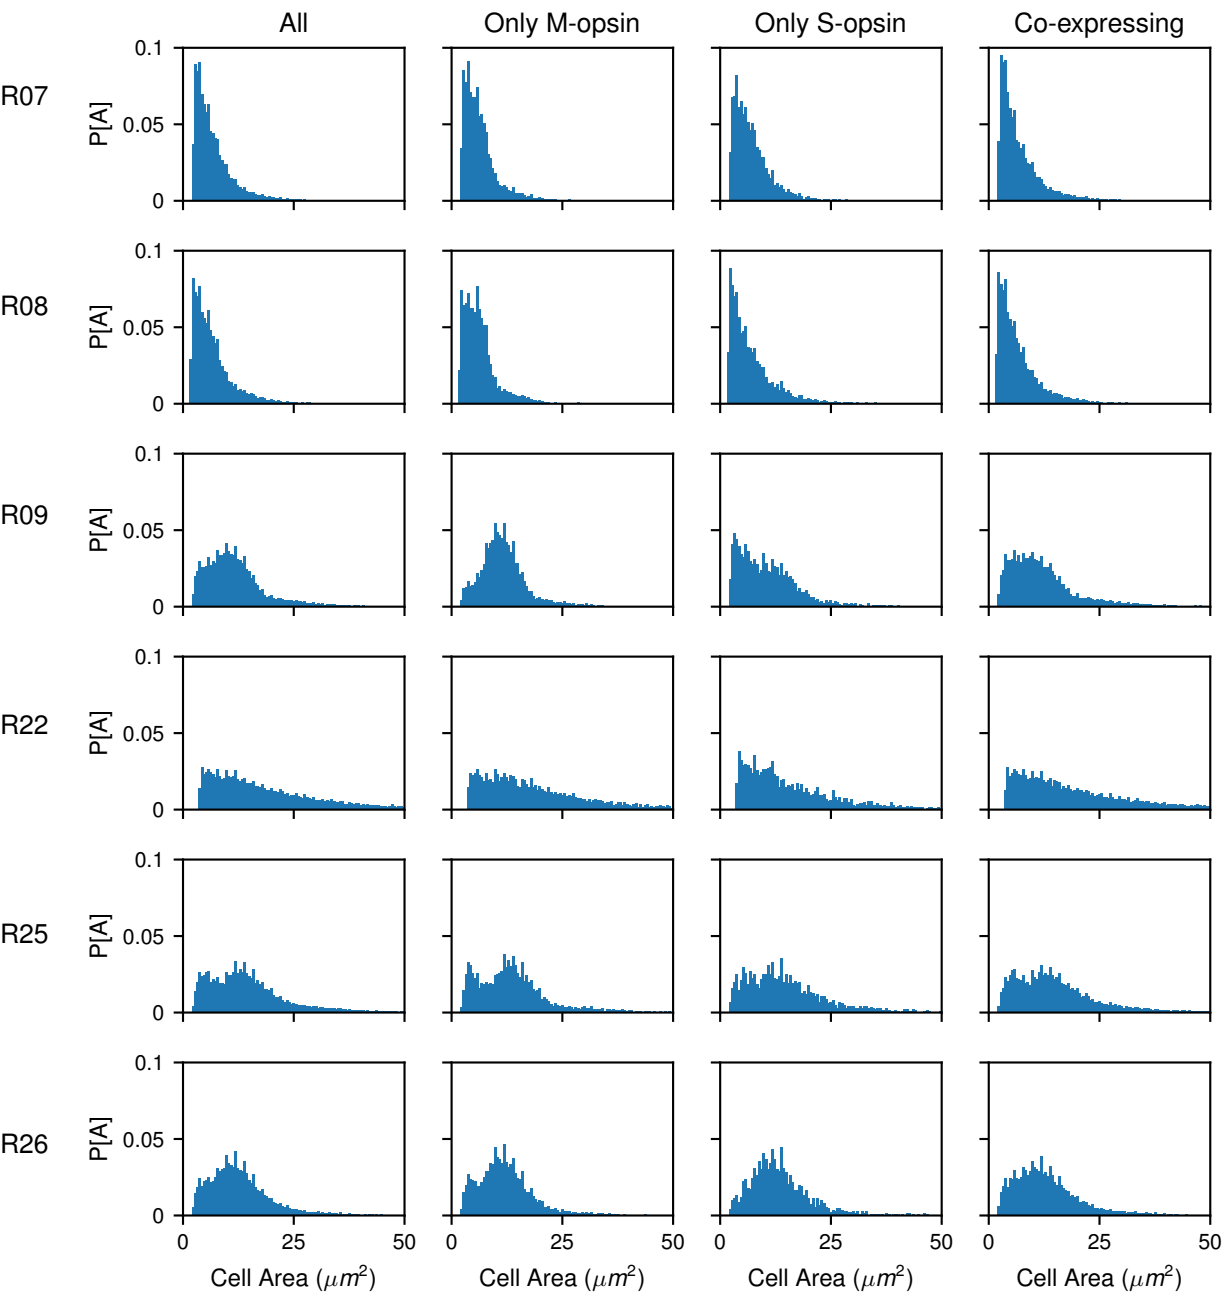 All Only M-opsin Only S-opsin Co-expressing
R07 P[A] 0.1 0.05 0
R08 P[A] 0.1 0.05 0
R09 P[A] 0.1 0.05 0
R22 P[A] 0.1 0.05 0
R25 P[A] 0.1 0.05 0
R26 P[A] 0.1 0.05 0
0 25 50 0 25 50 0 25 50 0 25 50
Cell Area (μm²) Cell Area (μm²) Cell Area (μm²) Cell Area (μm²)